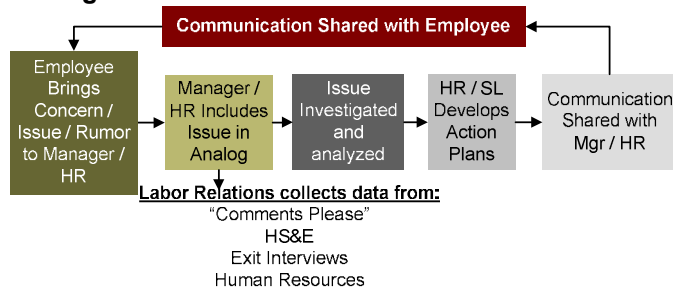 Communication Shared with Employee
Employee
Brings
Concern /
Issue / Rumor
to Manager /
HR
Manager /
HR Includes
Issue in
Analog
Issue
Investigated
and
analyzed
HR / SL
Develops
Action
Plans
Communication
Shared with
Mgr / HR
Labor Relations collects data from:
“Comments Please”
HS&E
Exit Interviews
Human Resources